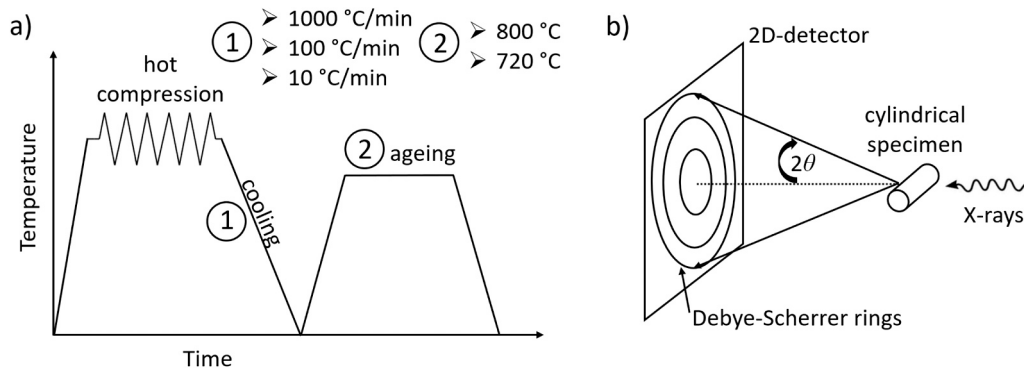 a)
1
➢ 1000 °C/min
➢ 100 °C/min
➢ 10 °C/min
2
➢ 800 °C
➢ 720 °C
hot
compression
Temperature
1
cooling
2 ageing
Time
b)
2D-detector
cylindrical
specimen
2θ
X-rays
Debye-Scherrer rings